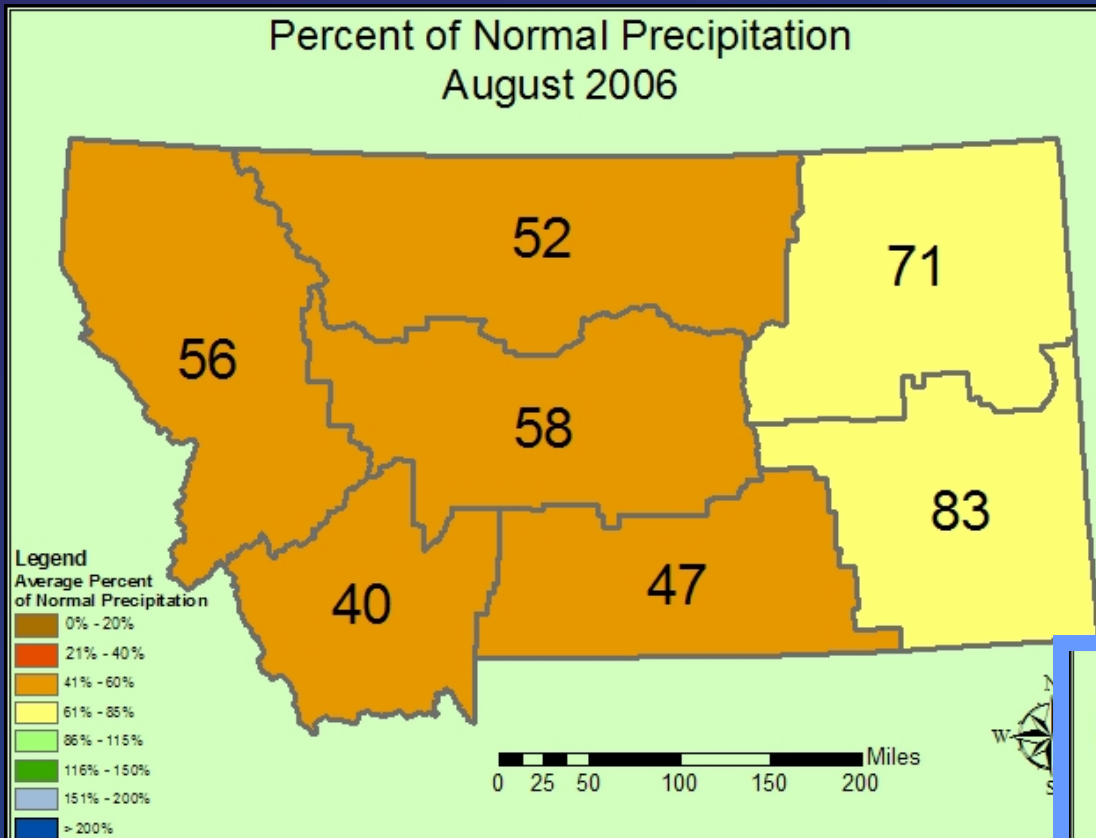 Percent of Normal Precipitation
August 2006
52
71
56
58
83
47
40
Legend
Average Percent
of Normal Precipitation
0% - 20%
21% - 40%
41% - 60%
61% - 85%
86% - 115%
116% - 150%
151% - 200%
> 200%
N
W
S
Miles
0 25 50 100 150 200